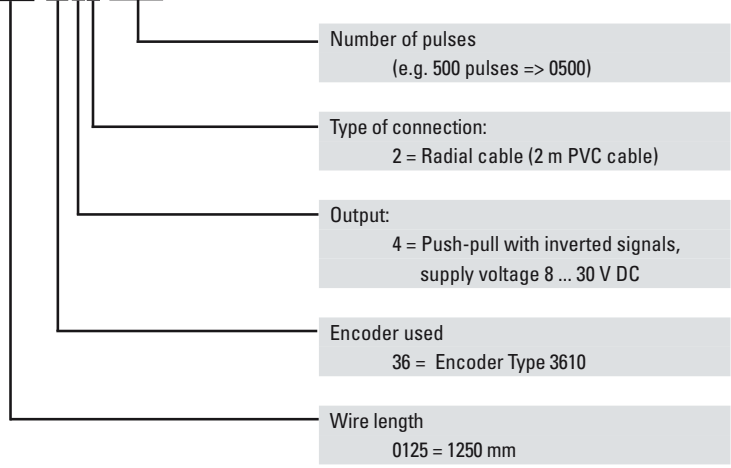 Number of pulses
(e.g. 500 pulses => 0500)
Type of connection:
2 = Radial cable (2 m PVC cable)
Output:
4 = Push-pull with inverted signals,
supply voltage 8 ... 30 V DC
Encoder used
36 = Encoder Type 3610
Wire length
0125 = 1250 mm